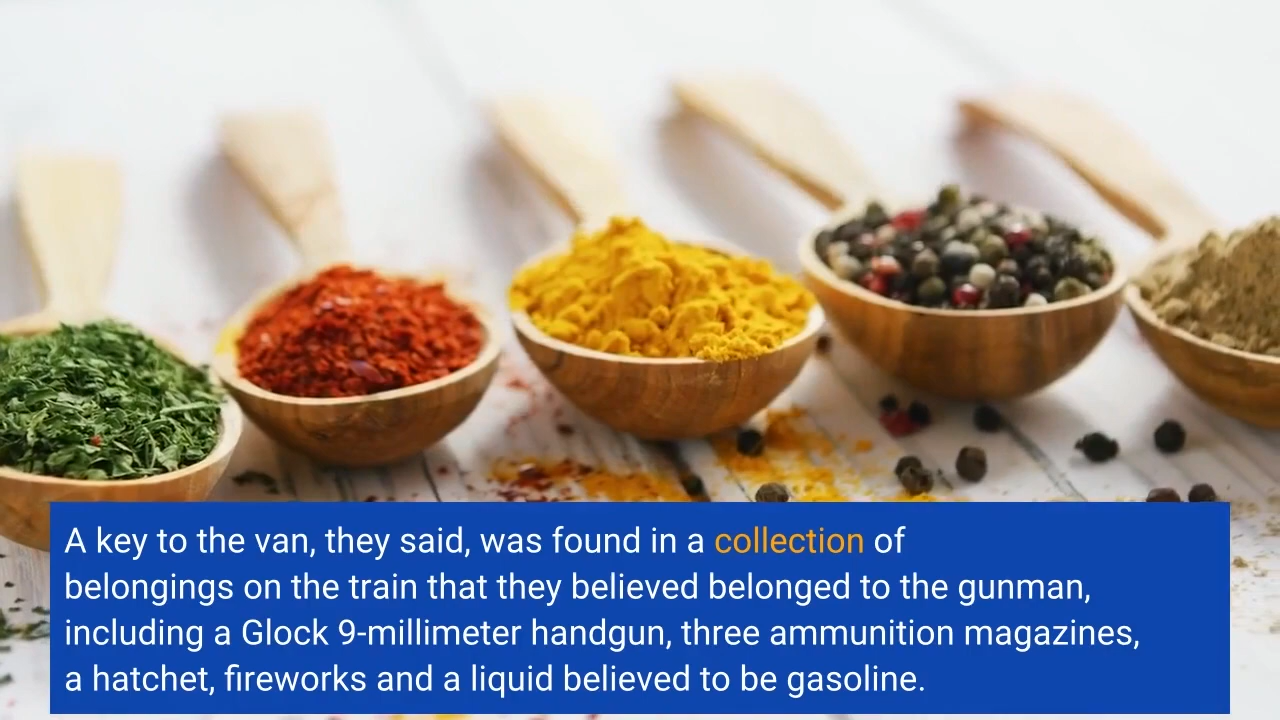 A key to the van, they said, was found in a collection of
belongings on the train that they believed belonged to the gunman,
including a Glock 9-millimeter handgun, three ammunition magazines,
a hatchet, fireworks and a liquid believed to be gasoline.